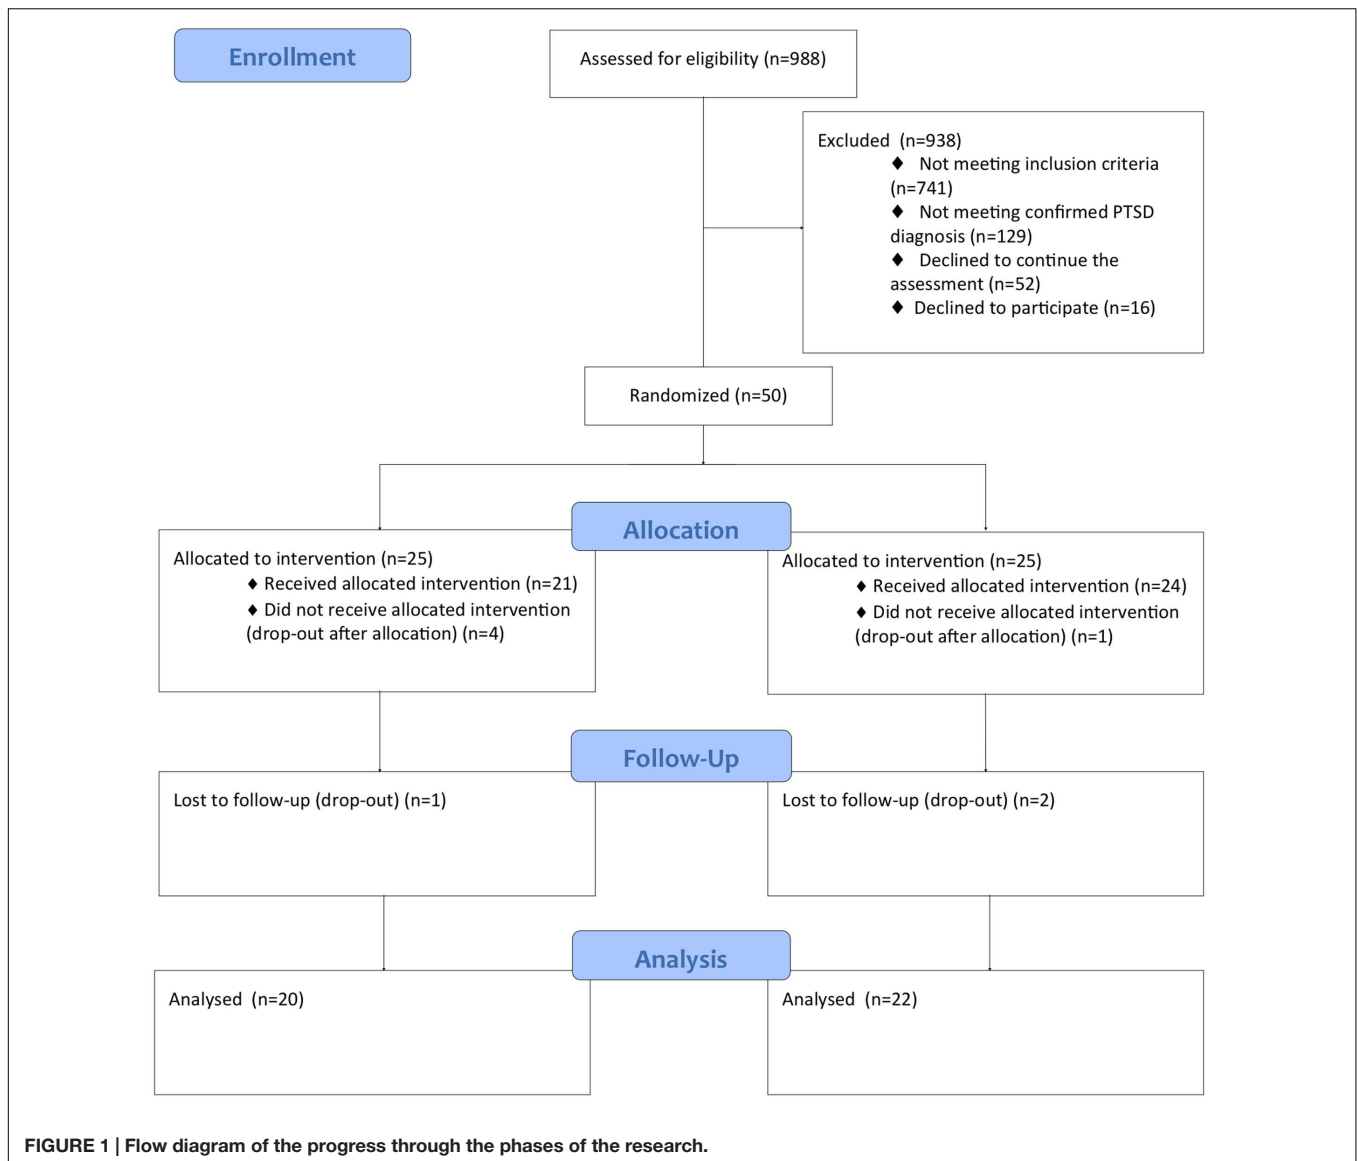 Enrollment
Assessed for eligibility (n=988)
Excluded (n=938)
♦ Not meeting inclusion criteria
(n=741)
♦ Not meeting confirmed PTSD
diagnosis (n=129)
♦ Declined to continue the
assessment (n=52)
♦ Declined to participate (n=16)
Randomized (n=50)
Allocation
Allocated to intervention (n=25)
♦ Received allocated intervention (n=21)
♦ Did not receive allocated intervention
(drop-out after allocation) (n=4)
Allocated to intervention (n=25)
♦ Received allocated intervention (n=24)
♦ Did not receive allocated intervention
(drop-out after allocation) (n=1)
Follow-Up
Lost to follow-up (drop-out) (n=1)
Lost to follow-up (drop-out) (n=2)
Analysis
Analysed (n=20)
Analysed (n=22)
FIGURE 1 | Flow diagram of the progress through the phases of the research.